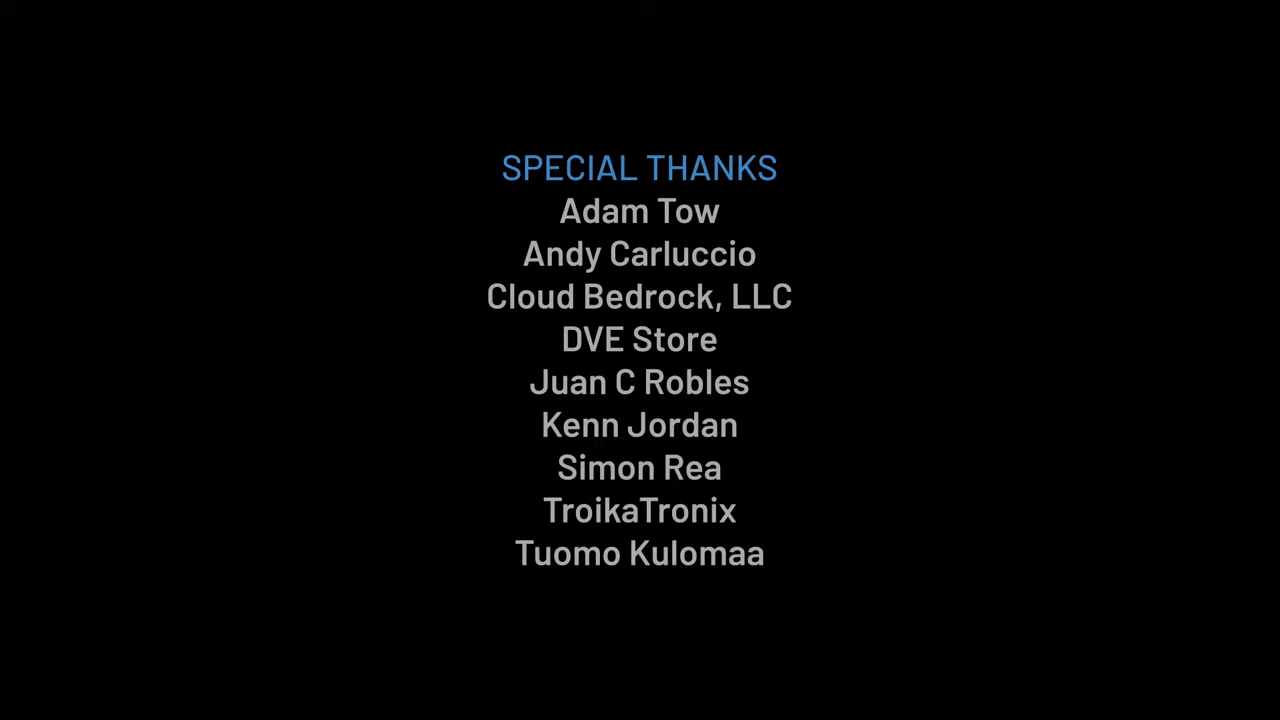 SPECIAL THANKS
Adam Tow
Andy Carluccio
Cloud Bedrock, LLC
DVE Store
Juan C Robles
Kenn Jordan
Simon Rea
TroikaTronix
Tuomo Kulomaa